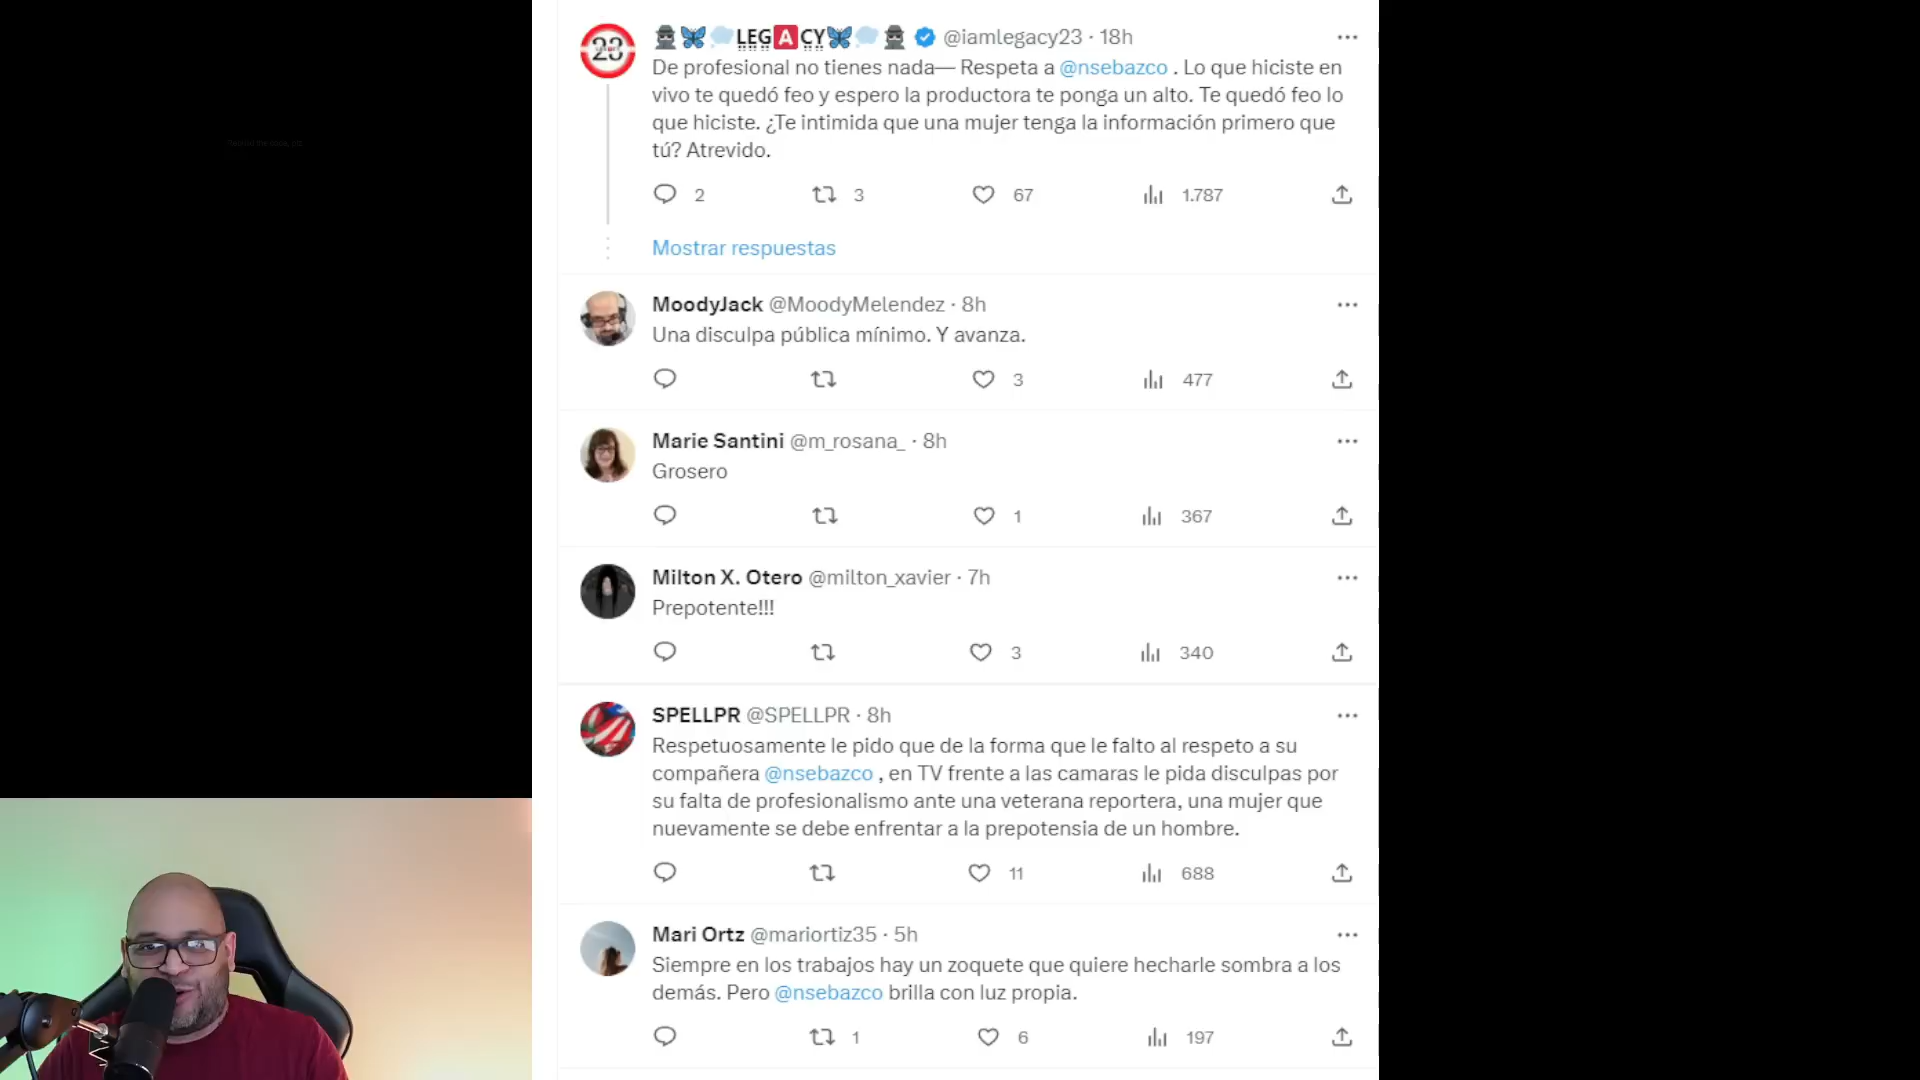 LEGACY @iamlegacy23 · 18h
De profesional no tienes nada— Respeta a @nsebazco . Lo que hiciste en
vivo te quedó feo y espero la productora te ponga un alto. Te quedó feo lo
que hiciste. ¿Te intimida que una mujer tenga la información primero que
tú? Atrevido.
2 3 67 1.787
Mostrar respuestas
MoodyJack @MoodyMelendez · 8h
Una disculpa pública mínimo. Y avanza.
3 477
Marie Santini @m_rosana_ · 8h
Grosero
1 367
Milton X. Otero @milton_xavier · 7h
Prepotente!!!
3 340
SPELLPR @SPELLPR · 8h
Respetuosamente le pido que de la forma que le falto al respeto a su
compañera @nsebazco , en TV frente a las camaras le pida disculpas por
su falta de profesionalismo ante una veterana reportera, una mujer que
nuevamente se debe enfrentar a la prepotensia de un hombre.
11 688
Mari Ortz @mariortiz35 · 5h
Siempre en los trabajos hay un zoquete que quiere hecharle sombra a los
demás. Pero @nsebazco brilla con luz propia.
1 6 197